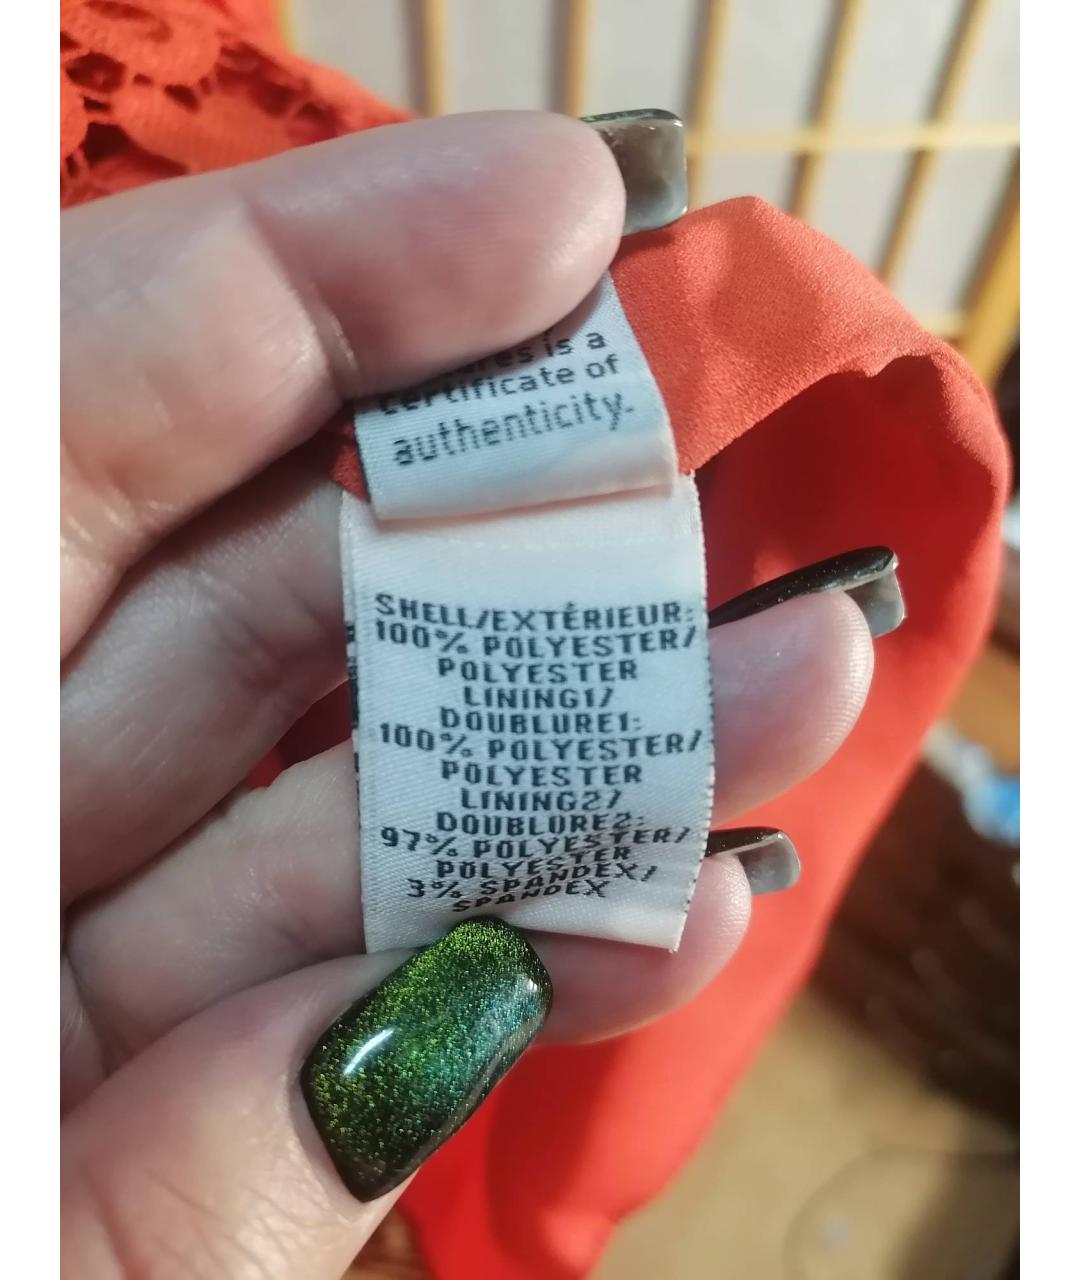 is a
certificate of
authenticity.
SHELL/EXTÉRIEUR:
100% POLYESTER/
POLYESTER
LINING1/
DOUBLURE1:
100% POLYESTER/
POLYESTER
LINING2/
DOUBLURE2:
97% POLYESTER/
POLYESTER
3% SPANDEX/
SPANDEX